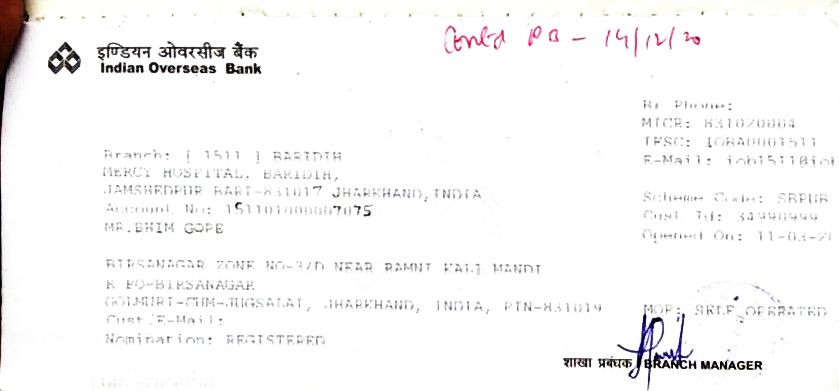 इण्डियन ओवरसीज बैंक
Indian Overseas Bank
Contd PB - 14/12/20
Br Phone:
MICR: 831020004
IFSC: IOBA0001511
E-Mail: iob1511@iob
Branch: [ 1511 ] BARIDIH
MERCY HOSPITAL, BARIDIH,
JAMSHEDPUR BARI-831017 JHARKHAND, INDIA
Account No: 151101000007075
MR.BHIM GOPE
Scheme Code: SBPUB
Cust Id: 34990999
Opened On: 11-03-20
BIRSANAGAR ZONE NO-3/D NEAR RAMNI KALI MANDI
R PO-BIRSANAGAR
GOLMURI-CUM-JUGSALAI, JHARKHAND, INDIA, PIN-831019
MOP: SELF OPERATED
Cust/E-Mail:
Nomination: REGISTERED
शाखा प्रबंधक / BRANCH MANAGER